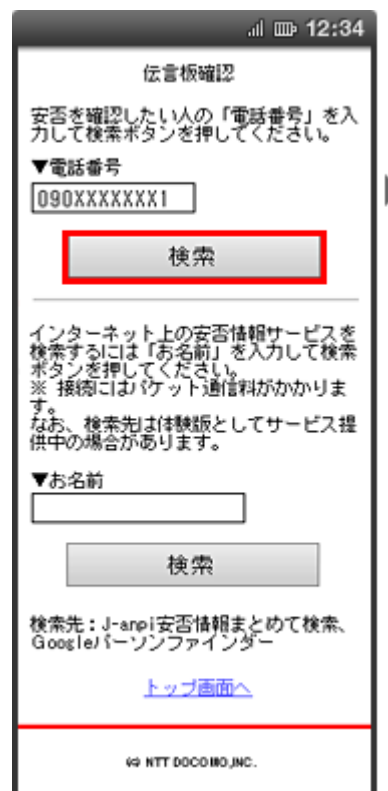 12:34
伝言板確認
安否を確認したい人の「電話番号」を入
力して検索ボタンを押してください。
▼電話番号
090XXXXXXX1
検索
インターネット上の安否情報サービスを
検索するには「お名前」を入力して検索
ボタンを押してください。
※ 接続にはパケット通信料がかかりま
す。
なお、検索先は体験版としてサービス提
供中の場合があります。
▼お名前
検索
検索先：J-anpi安否情報まとめて検索、
Googleパーソンファインダー
トップ画面へ
(c) NTT DOCOMO,INC.